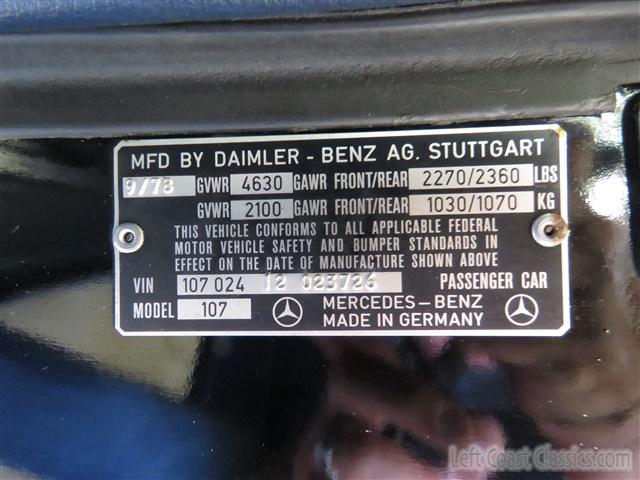 MFD BY DAIMLER - BENZ AG. STUTTGART
9/78 GVWR 4630 GAWR FRONT/REAR 2270/2360 LBS
GVWR 2100 GAWR FRONT/REAR 1030/1070 KG
THIS VEHICLE CONFORMS TO ALL APPLICABLE FEDERAL
MOTOR VEHICLE SAFETY AND BUMPER STANDARDS IN
EFFECT ON THE DATE OF MANUFACTURE SHOWN ABOVE
VIN 107 024 12 023726 PASSENGER CAR
MODEL 107 MERCEDES-BENZ
MADE IN GERMANY
Left Coast Classics.com